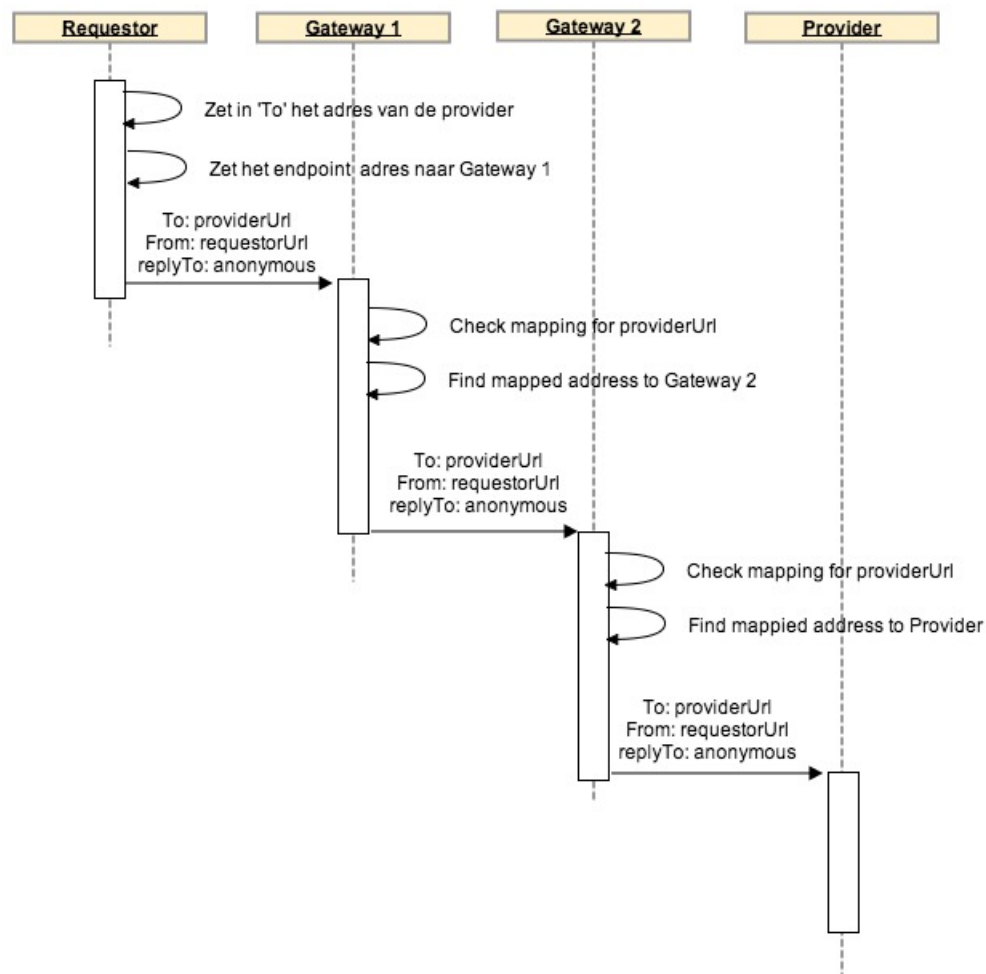 Requestor
Gateway 1
Gateway 2
Provider
Zet in 'To' het adres van de provider
Zet het endpoint adres naar Gateway 1
To: providerUrl
From: requestorUrl
replyTo: anonymous
Check mapping for providerUrl
Find mapped address to Gateway 2
To: providerUrl
From: requestorUrl
replyTo: anonymous
Check mapping for providerUrl
Find mappied address to Provider
To: providerUrl
From: requestorUrl
replyTo: anonymous